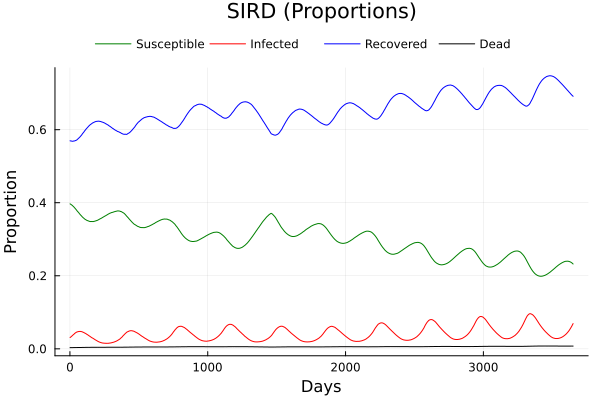 SIRD (Proportions)
Susceptible Infected Recovered Dead
Proportion
0.6
0.4
0.2
0.0
0 1000 2000 3000
Days